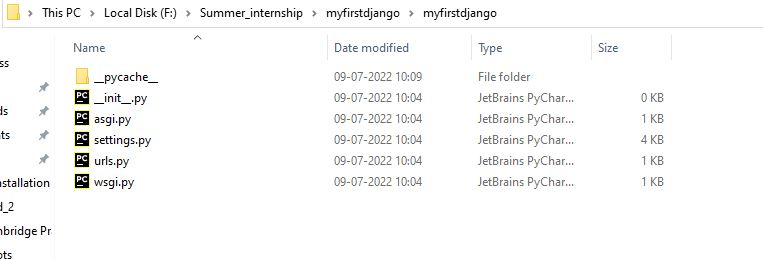 This PC > Local Disk (F:) > Summer_internship > myfirstdjango > myfirstdjango
Name Date modified Type Size
ss
__pycache__ 09-07-2022 10:09 File folder
__init__.py 09-07-2022 10:04 JetBrains PyChar... 0 KB
ds asgi.py 09-07-2022 10:04 JetBrains PyChar... 1 KB
nts settings.py 09-07-2022 10:04 JetBrains PyChar... 4 KB
urls.py 09-07-2022 10:04 JetBrains PyChar... 1 KB
nstallation wsgi.py 09-07-2022 10:04 JetBrains PyChar... 1 KB
d_2
nbridge Pr
ots